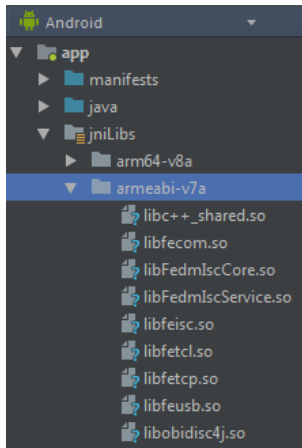 Android
app
manifests
java
jniLibs
arm64-v8a
armeabi-v7a
libc++_shared.so
libfecom.so
libFedmIscCore.so
libFedmIscService.so
libfeisc.so
libfetcl.so
libfetcp.so
libfeusb.so
libobidisc4j.so